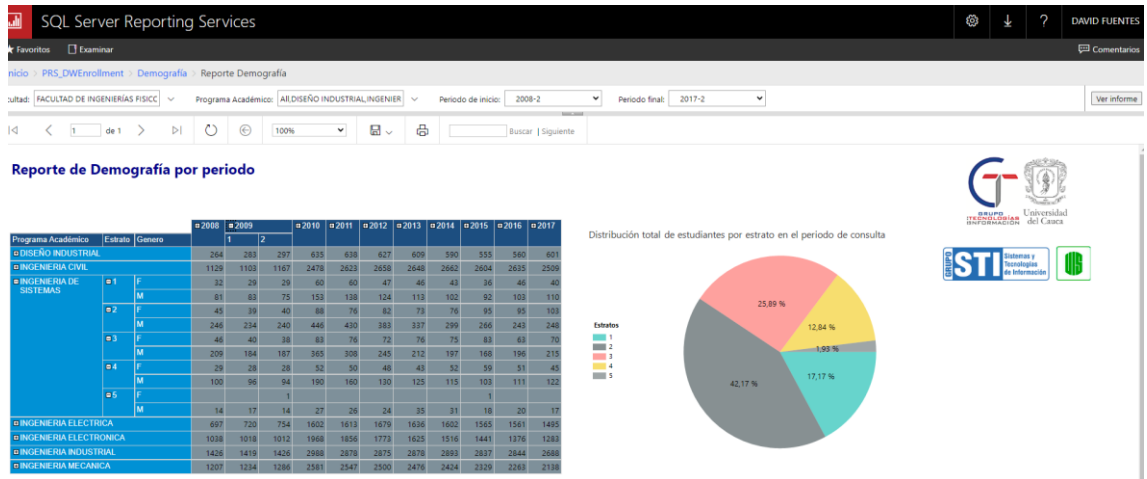 SQL Server Reporting Services
? DAVID FUENTES
Favoritos Examinar Comentarios
nicio > PRS_DWEnrollment > Demografía > Reporte Demografía
cultad: FACULTAD DE INGENIERÍAS FISICC Programa Académico: All,DISEÑO INDUSTRIAL,INGENIER Periodo de inicio: 2008-2 Periodo final: 2017-2 Ver informe
1 de 1 100% Buscar | Siguiente
Reporte de Demografía por periodo
GRUPO TECNOLOGÍAS INFORMACIÓN
Universidad del Cauca
GRUPO STI Sistemas y Tecnologías de Información
Distribución total de estudiantes por estrato en el periodo de consulta
2008 2009 2010 2011 2012 2013 2014 2015 2016 2017
Programa Académico Estrato Genero 1 2
DISEÑO INDUSTRIAL 264 283 297 635 638 627 609 590 555 560 601
INGENIERIA CIVIL 1129 1103 1167 2478 2623 2658 2648 2662 2604 2635 2509
INGENIERIA DE SISTEMAS 1 F 32 29 29 60 60 47 46 43 36 46 40
M 81 83 75 153 138 124 113 102 92 103 110
2 F 45 39 40 88 76 82 73 76 95 95 103
M 246 234 240 446 430 383 337 299 266 243 248
3 F 46 40 38 83 76 72 76 75 83 63 70
M 209 184 187 365 308 245 212 197 168 196 215
4 F 29 28 28 52 50 48 43 52 59 51 45
M 100 96 94 190 160 130 125 115 103 111 122
5 F 1 1
M 14 17 14 27 26 24 35 31 18 20 17
INGENIERIA ELECTRICA 697 720 754 1602 1613 1679 1636 1602 1565 1561 1495
INGENIERIA ELECTRONICA 1038 1018 1012 1968 1856 1773 1625 1516 1441 1376 1283
INGENIERIA INDUSTRIAL 1426 1419 1426 2988 2878 2875 2878 2893 2837 2844 2688
INGENIERIA MECANICA 1207 1234 1286 2581 2547 2500 2476 2424 2329 2263 2138
Estratos
1
2
3
4
5
25,89 %
12,84 %
1,93 %
17,17 %
42,17 %